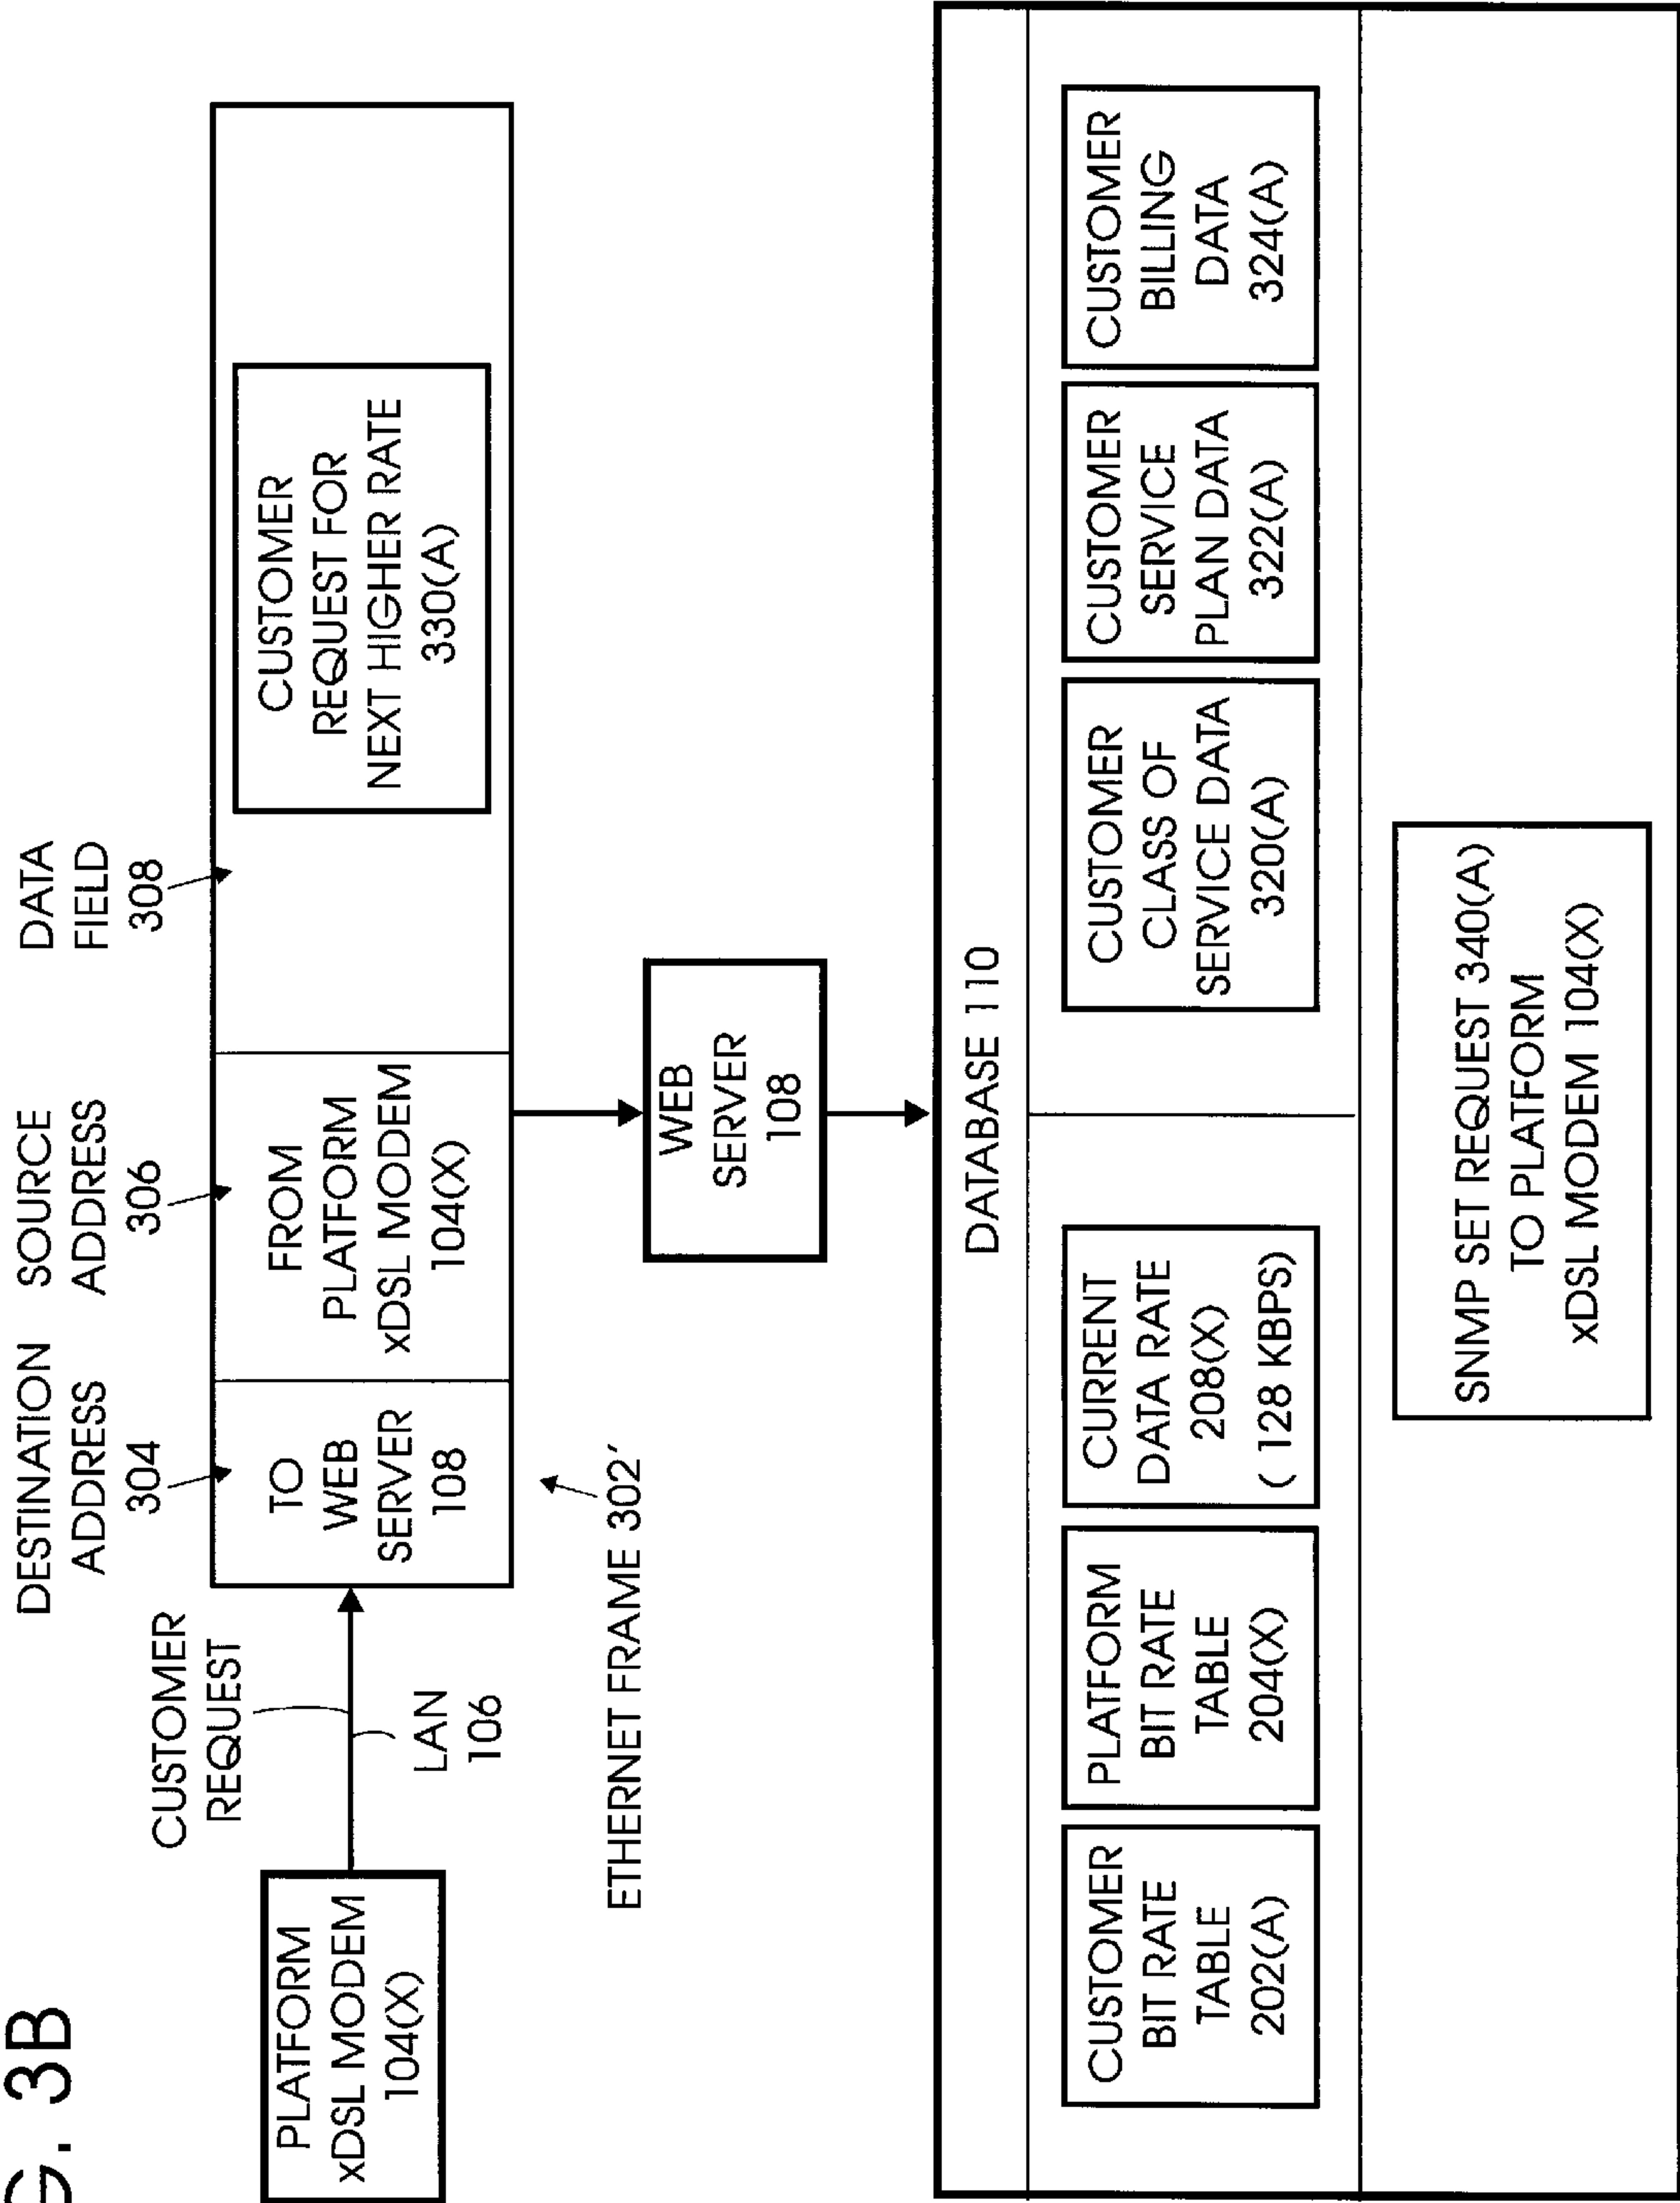 G. 3B
DESTINATION
ADDRESS
304
SOURCE
ADDRESS
306
DATA
FIELD
308
CUSTOMER
REQUEST
PLATFORM
xDSL MODEM
104(X)
LAN
106
TO
WEB
SERVER
108
FROM
PLATFORM
xDSL MODEM
104(X)
CUSTOMER
REQUEST FOR
NEXT HIGHER RATE
330(A)
ETHERNET FRAME 302'
WEB
SERVER
108
DATABASE 110
CUSTOMER
BIT RATE
TABLE
202(A)
PLATFORM
BIT RATE
TABLE
204(X)
CURRENT
DATA RATE
208(X)
( 128 KBPS)
CUSTOMER
CLASS OF
SERVICE DATA
320(A)
CUSTOMER
SERVICE
PLAN DATA
322(A)
CUSTOMER
BILLING
DATA
324(A)
SNMP SET REQUEST 340(A)
TO PLATFORM
xDSL MODEM 104(X)